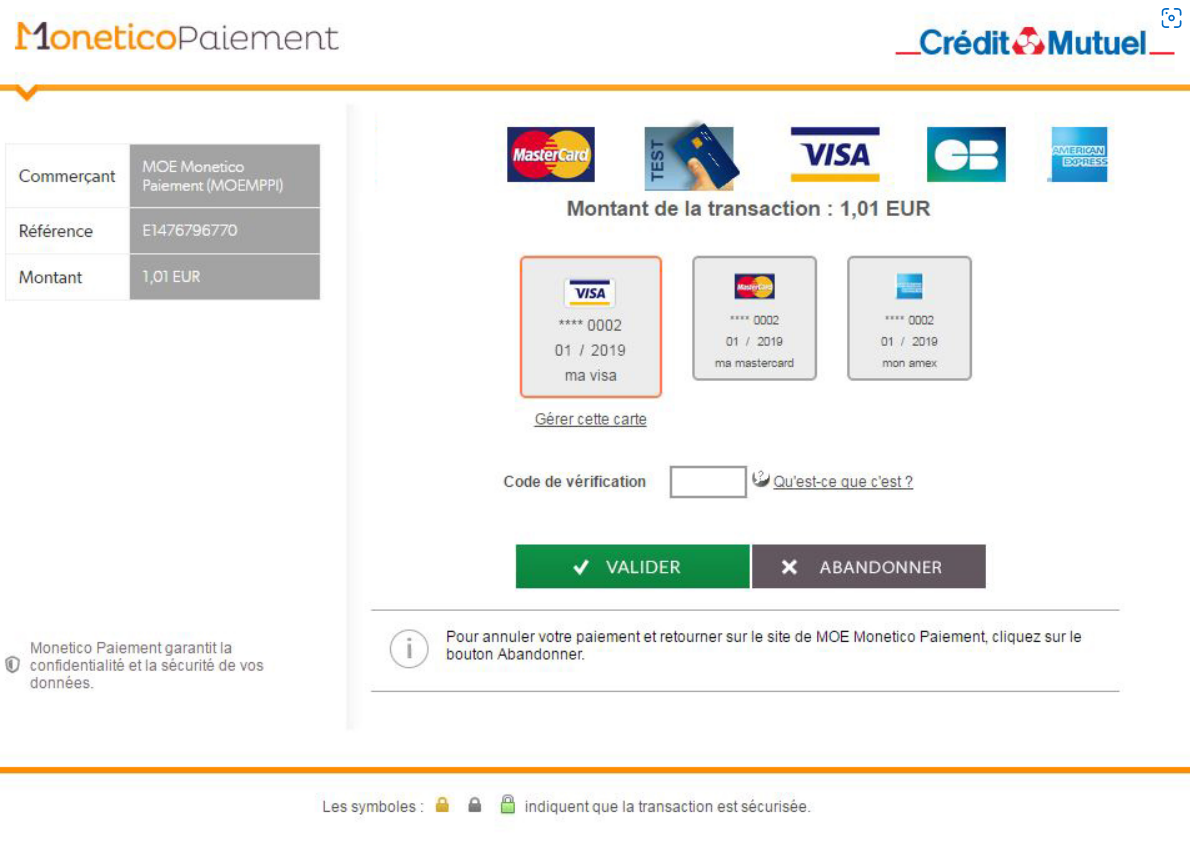 MoneticoPaiement
Crédit Mutuel
Commerçant
MOE Monetico
Paiement (MOEMPPI)
Référence
E1476796770
Montant
1,01 EUR
MasterCard
TEST
VISA
CB
AMERICAN
EXPRESS
Montant de la transaction : 1,01 EUR
VISA
**** 0002
01 / 2019
ma visa
MasterCard
**** 0002
01 / 2019
ma mastercard
**** 0002
01 / 2019
mon amex
Gérer cette carte
Code de vérification
Qu'est-ce que c'est ?
VALIDER
ABANDONNER
Pour annuler votre paiement et retourner sur le site de MOE Monetico Paiement, cliquez sur le
bouton Abandonner.
Monetico Paiement garantit la
confidentialité et la sécurité de vos
données.
Les symboles : indiquent que la transaction est sécurisée.